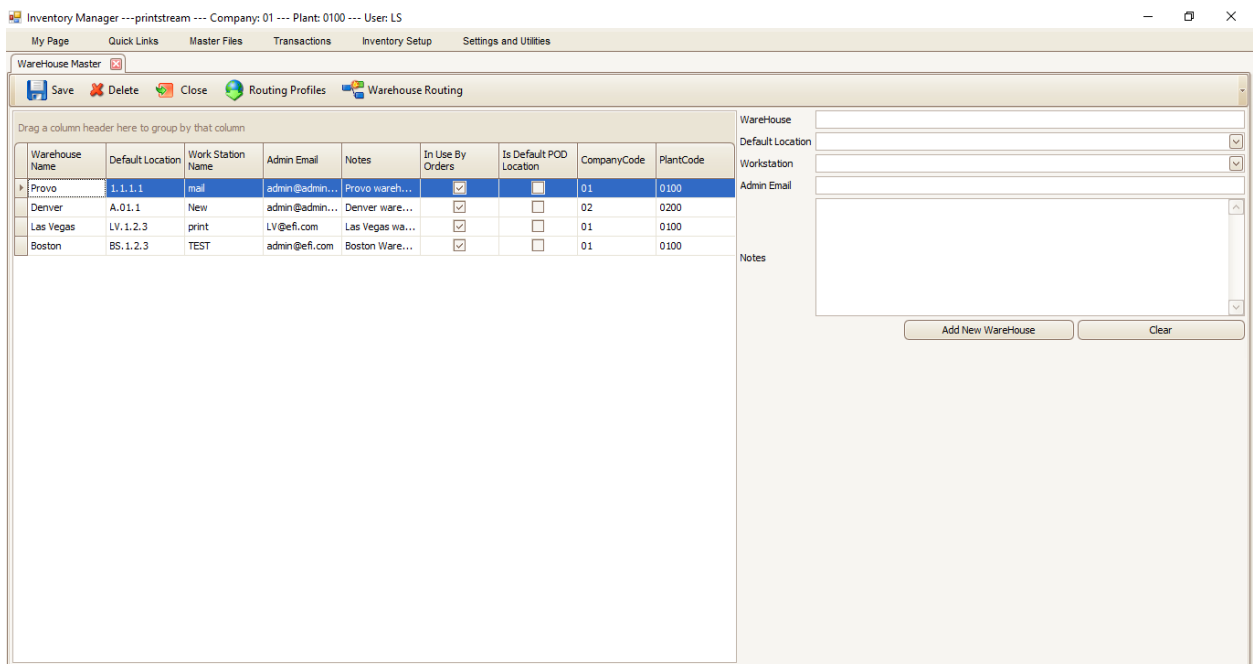 Inventory Manager ---printstream --- Company: 01 --- Plant: 0100 --- User: LS
My Page Quick Links Master Files Transactions Inventory Setup Settings and Utilities
WareHouse Master
Save Delete Close Routing Profiles Warehouse Routing
Drag a column header here to group by that column
Warehouse Name Default Location Work Station Name Admin Email Notes In Use By Orders Is Default POD Location CompanyCode PlantCode
Provo 1.1.1.1 mail admin@admin... Provo wareh... 01 0100
Denver A.01.1 New admin@admin... Denver ware... 02 0200
Las Vegas LV.1.2.3 print LV@efi.com Las Vegas wa... 01 0100
Boston BS.1.2.3 TEST admin@efi.com Boston Ware... 01 0100
WareHouse
Default Location
Workstation
Admin Email
Notes
Add New WareHouse Clear